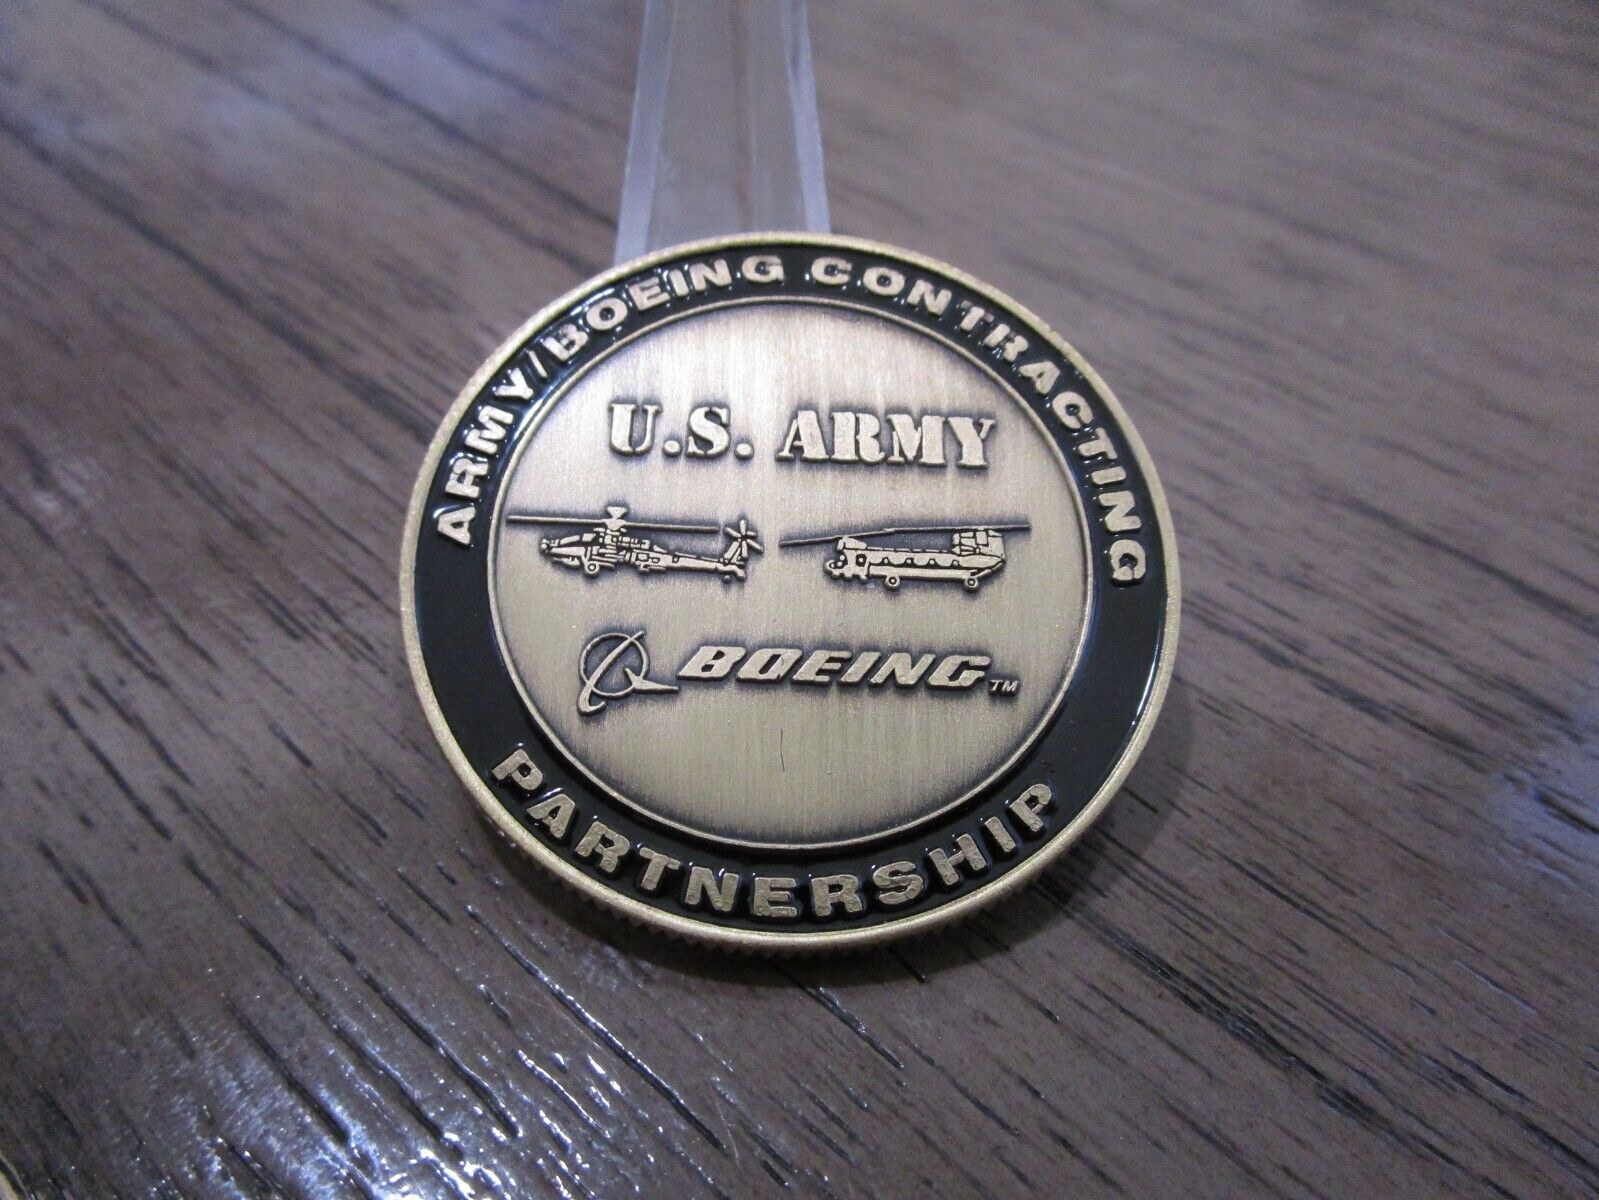 ARMY/BOEING CONTRACTING
U.S. ARMY
BOEING™
PARTNERSHIP